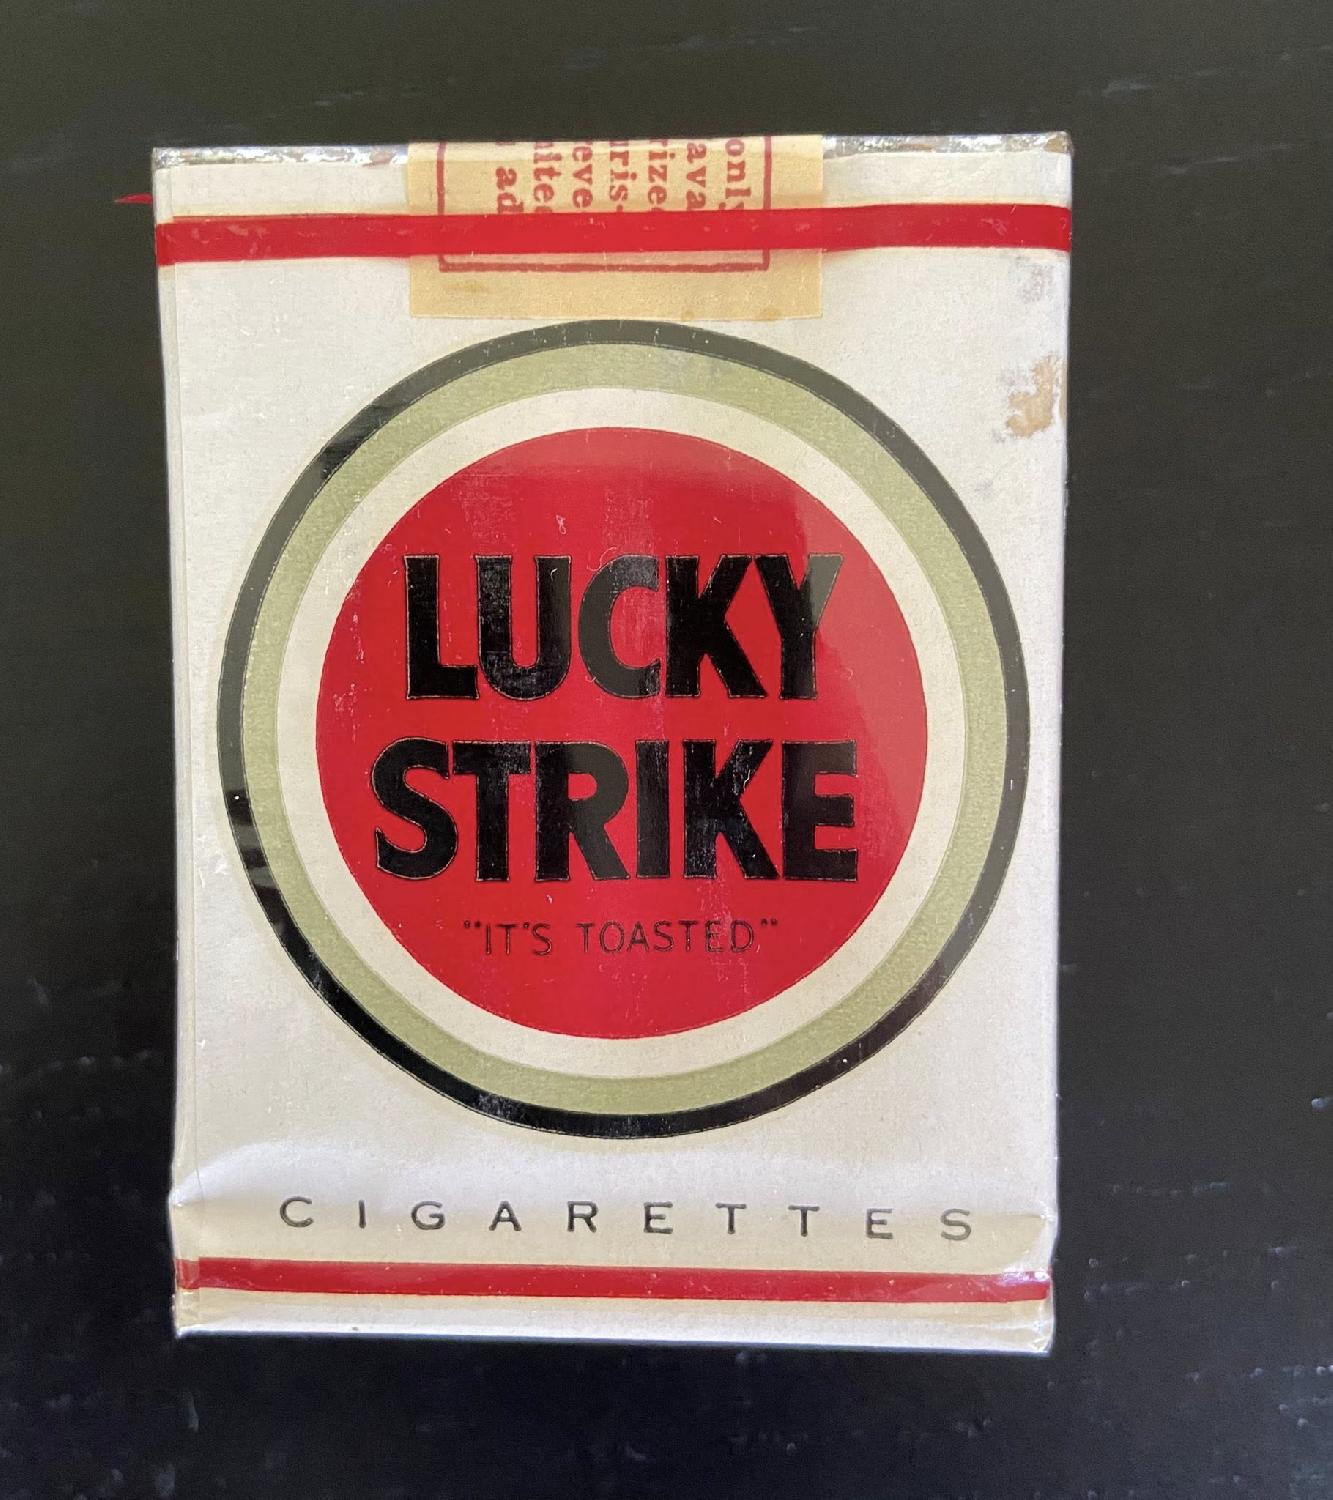 LUCKY
STRIKE
"IT'S TOASTED"
CIGARETTES